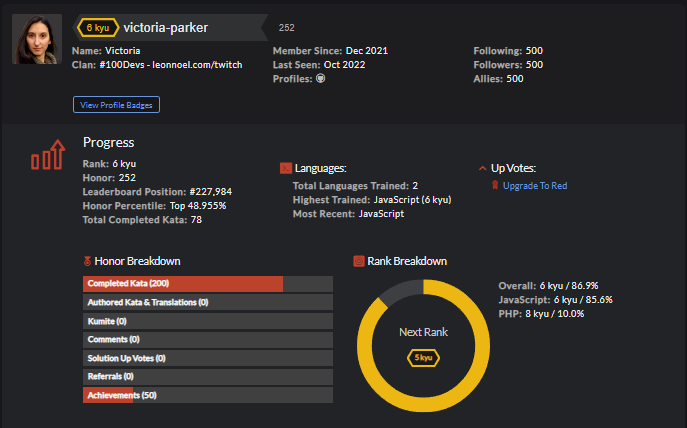 6 kyu victoria-parker 252
Name: Victoria
Clan: #100Devs - leonnoel.com/twitch
Member Since: Dec 2021
Last Seen: Oct 2022
Profiles:
Following: 500
Followers: 500
Allies: 500
View Profile Badges
Progress
Rank: 6 kyu
Honor: 252
Leaderboard Position: #227,984
Honor Percentile: Top 48.955%
Total Completed Kata: 78
Languages:
Total Languages Trained: 2
Highest Trained: JavaScript (6 kyu)
Most Recent: JavaScript
Up Votes:
Upgrade To Red
Honor Breakdown
Completed Kata (200)
Authored Kata & Translations (0)
Kumite (0)
Comments (0)
Solution Up Votes (0)
Referrals (0)
Achievements (50)
Rank Breakdown
Next Rank
5 kyu
Overall: 6 kyu / 86.9%
JavaScript: 6 kyu / 85.6%
PHP: 8 kyu / 10.0%